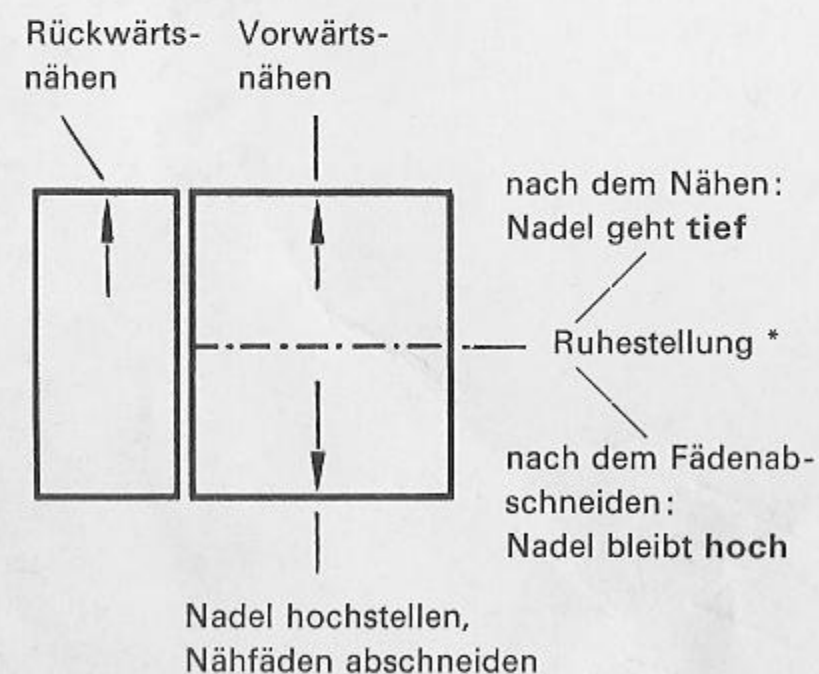 Rückwärts-
nähen
Vorwärts-
nähen
nach dem Nähen:
Nadel geht tief
Ruhestellung *
nach dem Fädenab-
schneiden:
Nadel bleibt hoch
Nadel hochstellen,
Nähfäden abschneiden